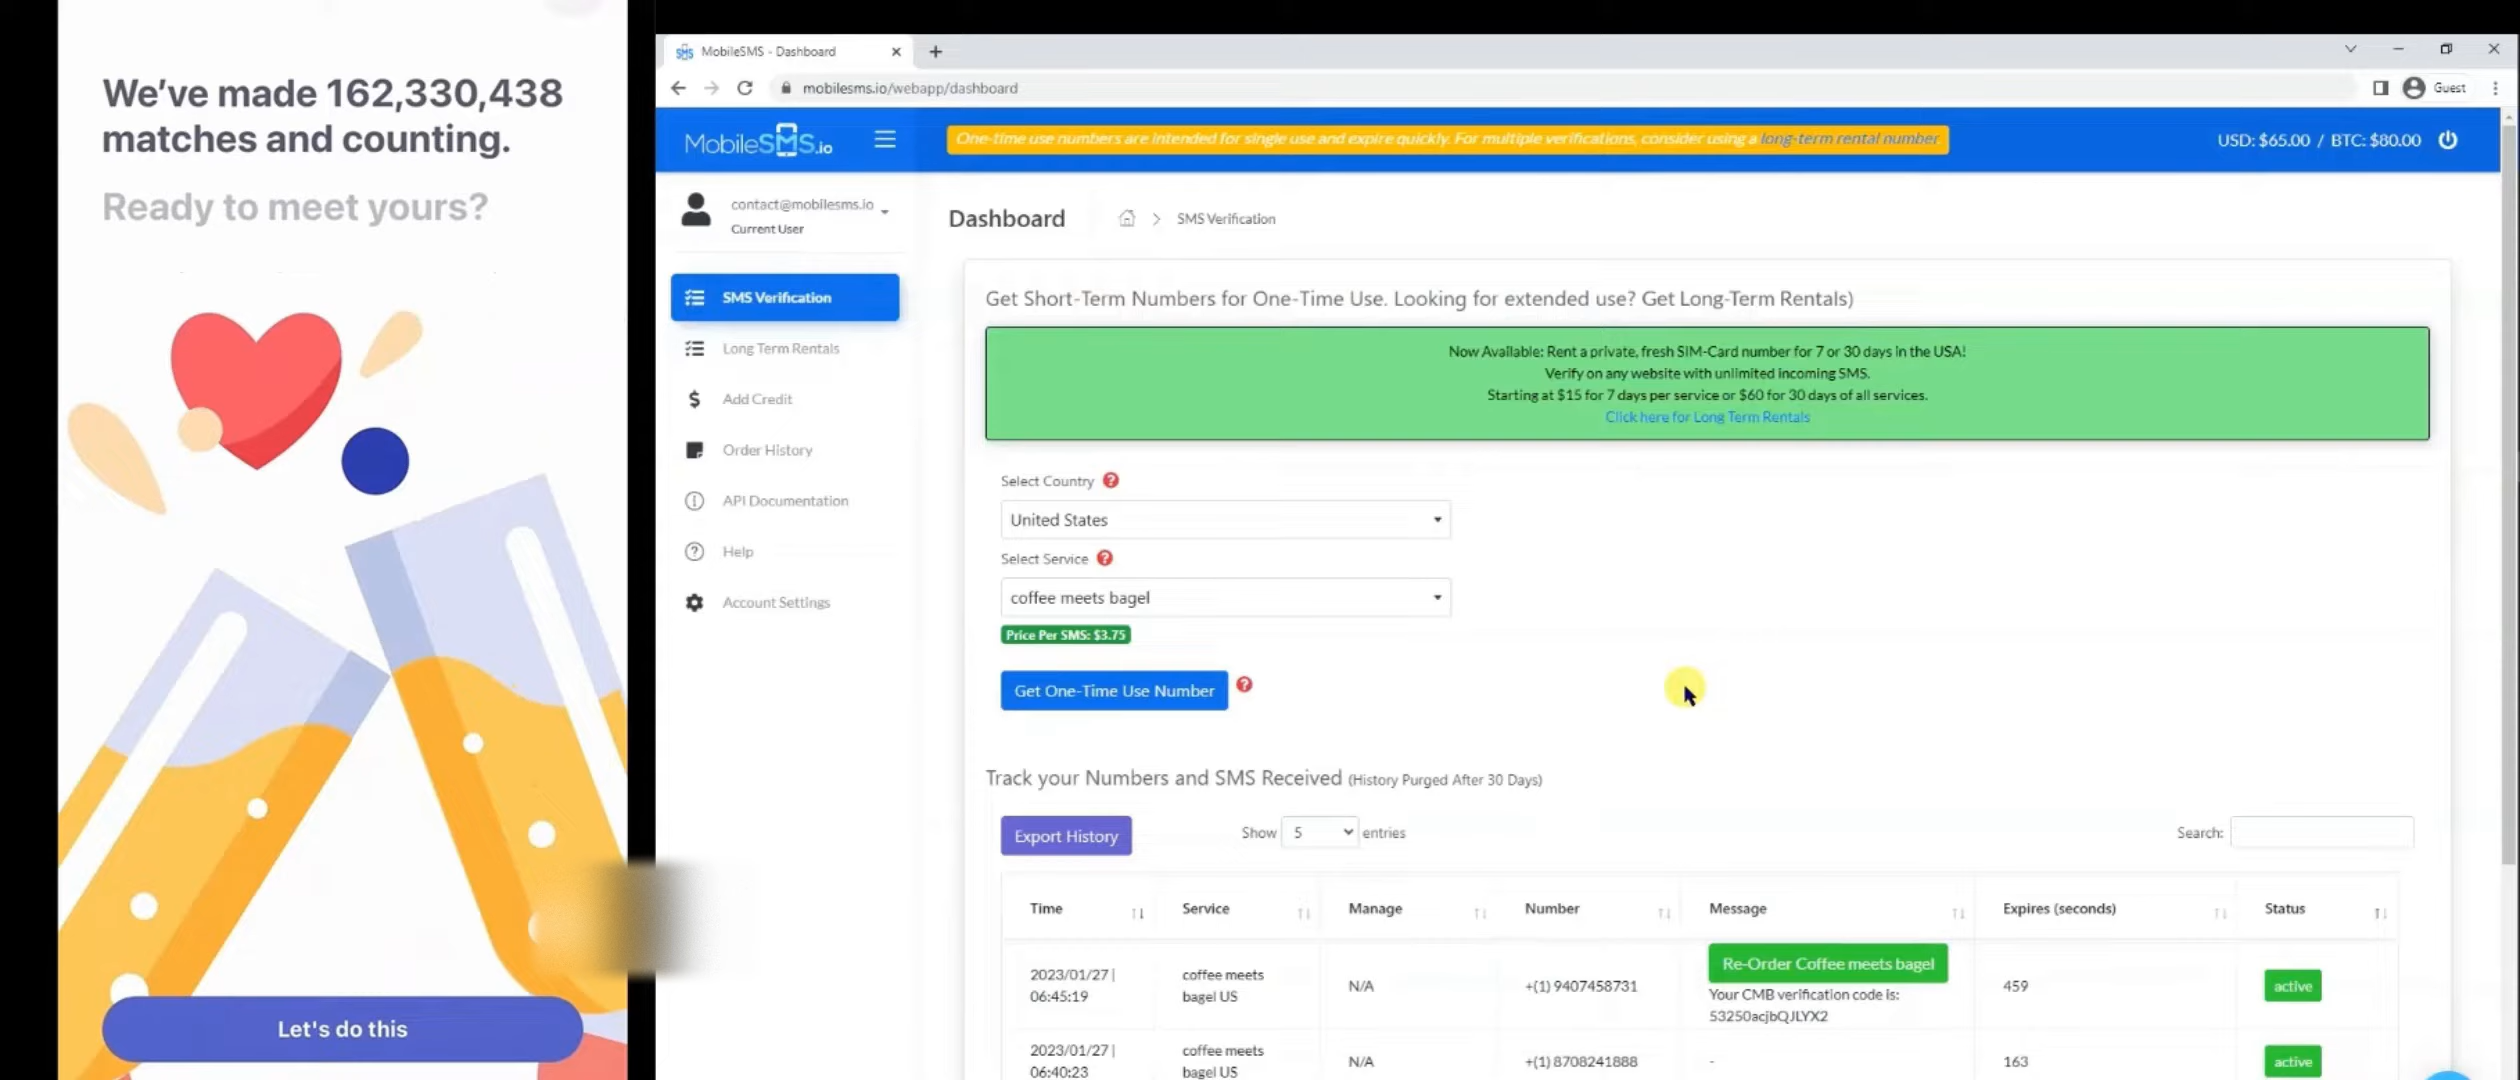 We've made 162,330,438
matches and counting.
Ready to meet yours?
Let's do this
MobileSMS - Dashboard
mobilesms.io/webapp/dashboard
Guest
MobileSMS.io
One-time use numbers are intended for single use and expire quickly. For multiple verifications, consider using a long-term rental number.
USD: $65.00 / BTC: $80.00
contact@mobilesms.io
Current User
SMS Verification
Long Term Rentals
Add Credit
Order History
API Documentation
Help
Account Settings
Dashboard > SMS Verification
Get Short-Term Numbers for One-Time Use. Looking for extended use? Get Long-Term Rentals)
Now Available: Rent a private, fresh SIM-Card number for 7 or 30 days in the USA!
Verify on any website with unlimited incoming SMS.
Starting at $15 for 7 days per service or $60 for 30 days of all services.
Click here for Long Term Rentals
Select Country
United States
Select Service
coffee meets bagel
Price Per SMS: $3.75
Get One-Time Use Number
Track your Numbers and SMS Received (History Purged After 30 Days)
Export History
Show 5 entries
Search:
Time Service Manage Number Message Expires (seconds) Status
Re-Order Coffee meets bagel
2023/01/27 | coffee meets
06:45:19 bagel US N/A +(1) 9407458731 459 active
Your CMB verification code is:
53250acjbQJLYX2
2023/01/27 | coffee meets
06:40:23 bagel US N/A +(1) 8708241888 - 163 active